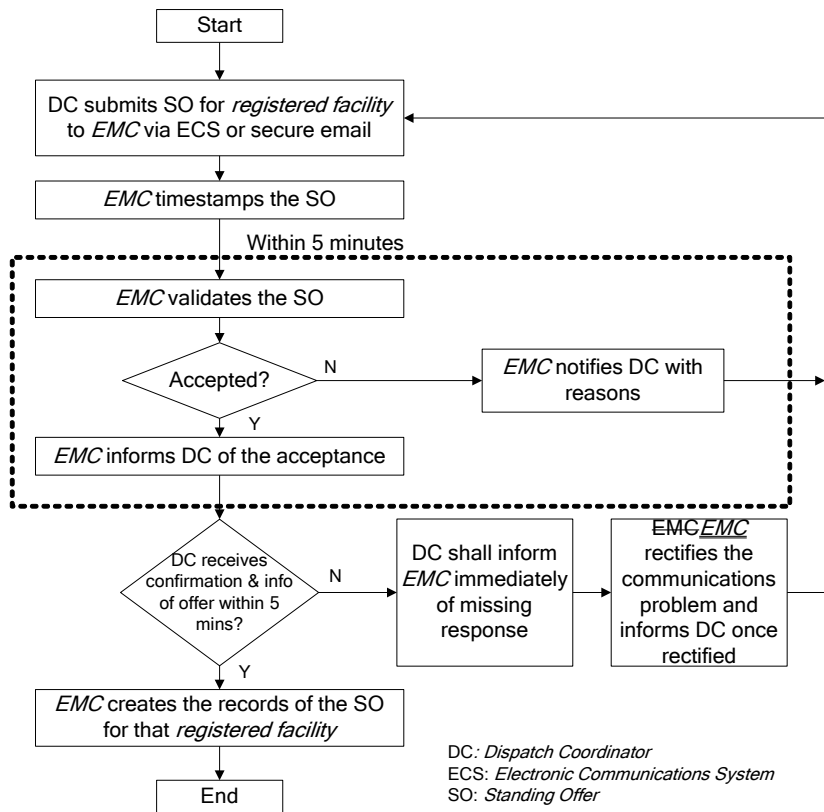 Start
DC submits SO for registered facility
to EMC via ECS or secure email
EMC timestamps the SO
Within 5 minutes
EMC validates the SO
Accepted?
N
EMC notifies DC with
reasons
Y
EMC informs DC of the acceptance
DC receives
confirmation & info
of offer within 5
mins?
N
DC shall inform
EMC immediately
of missing
response
EMCEMC
rectifies the
communications
problem and
informs DC once
rectified
Y
EMC creates the records of the SO
for that registered facility
End
DC: Dispatch Coordinator
ECS: Electronic Communications System
SO: Standing Offer